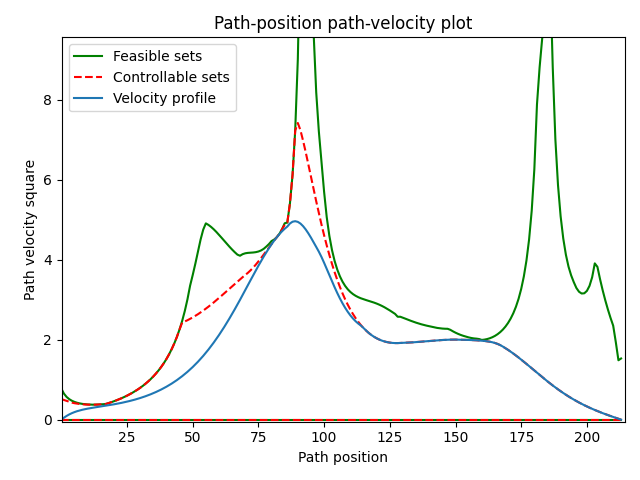 Path-position path-velocity plot
Feasible sets
Controllable sets
Velocity profile
Path velocity square
8
6
4
2
0
25 50 75 100 125 150 175 200
Path position